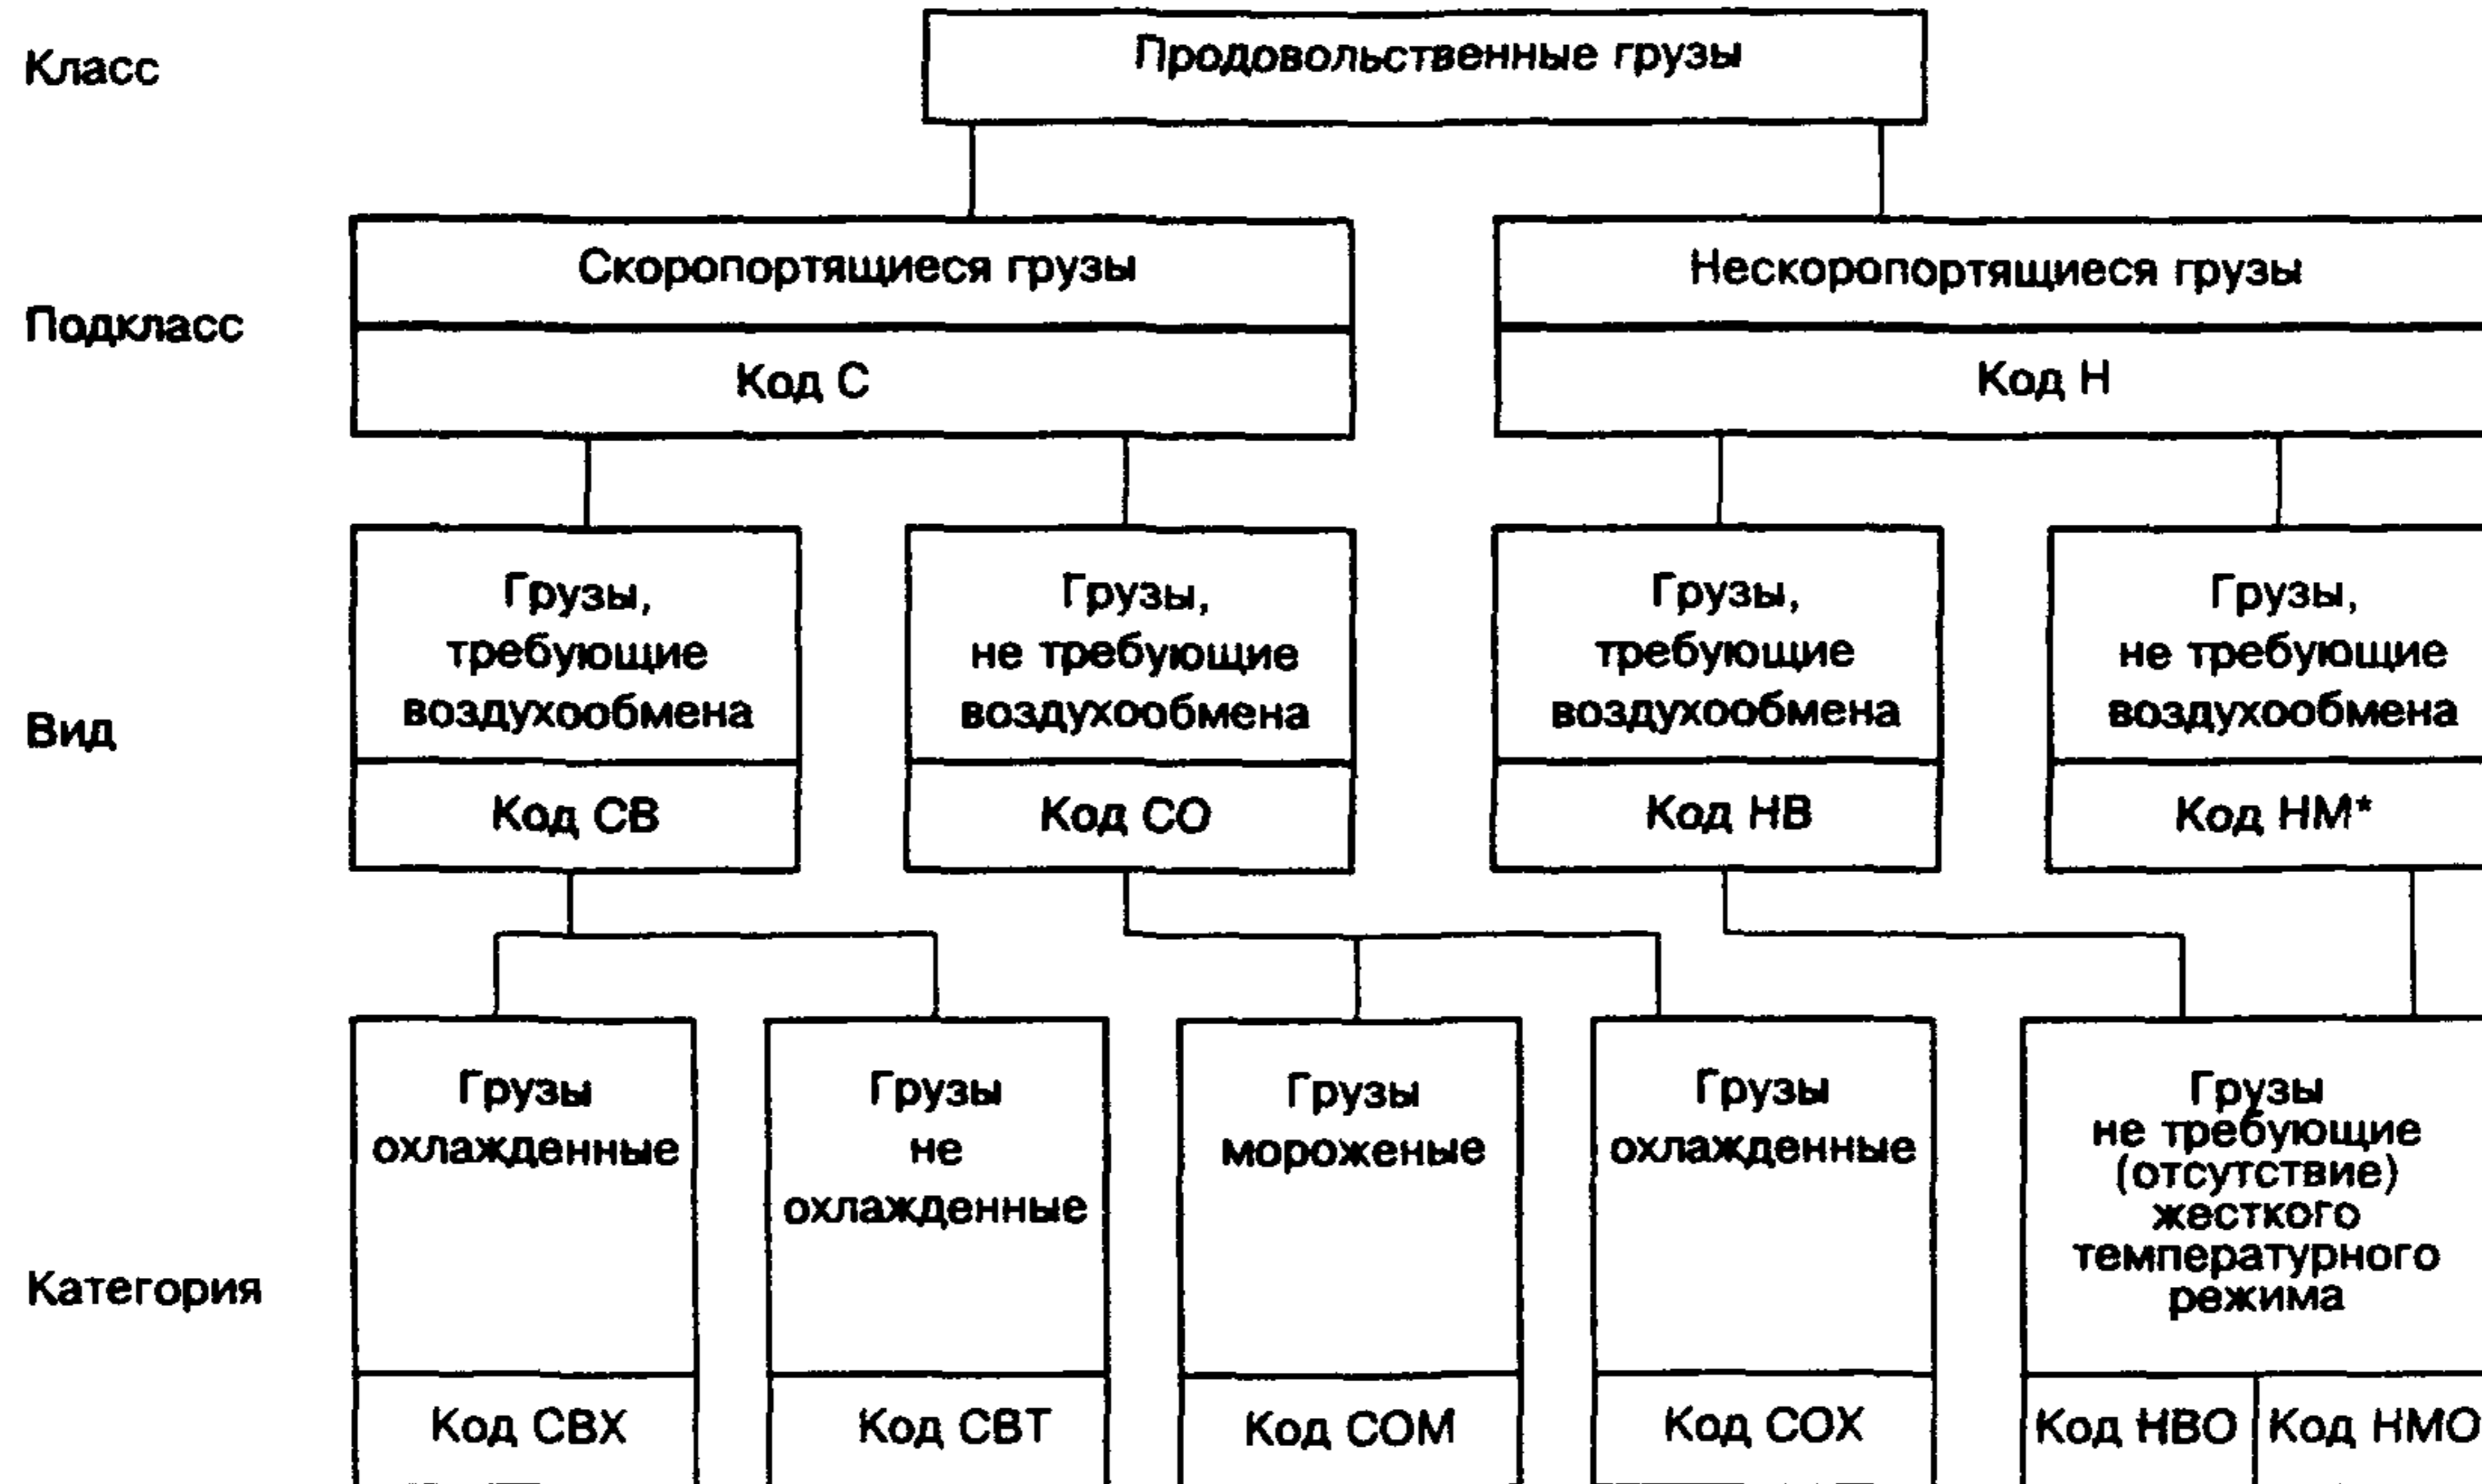 Класс
Продовольственные грузы
Подкласс
Скоропортящиеся грузы
Код С
Нескоропортящиеся грузы
Код Н
Вид
Грузы,
требующие
воздухообмена
Код СВ
Грузы,
не требующие
воздухообмена
Код СО
Грузы,
требующие
воздухообмена
Код НВ
Грузы,
не требующие
воздухообмена
Код НМ*
Категория
Грузы
охлажденные
Код СВХ
Грузы
не
охлажденные
Код СВТ
Грузы
мороженые
Код СОМ
Грузы
охлажденные
Код СОХ
Грузы
не требующие
(отсутствие)
жесткого
температурного
режима
Код НВО
Код НМО